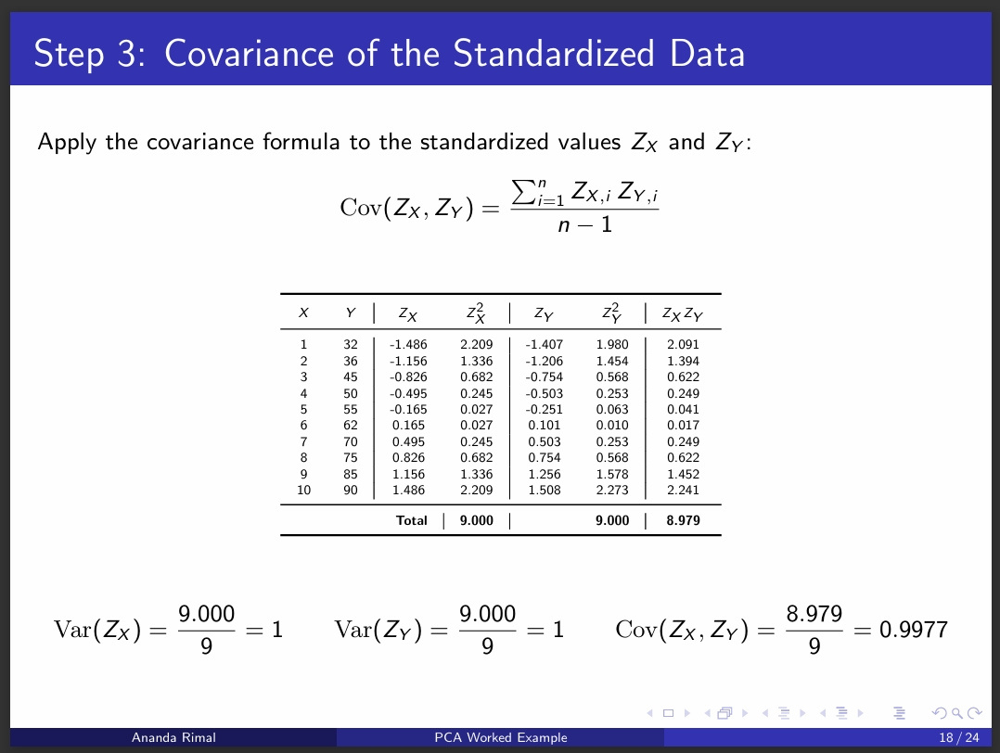 Step 3: Covariance of the Standardized Data
Apply the covariance formula to the standardized values Z_X and Z_Y:
Cov(Z_X, Z_Y) = \frac{\sum_{i=1}^{n} Z_{X,i} Z_{Y,i}}{n − 1}
X Y Z_X Z_X^2 Z_Y Z_Y^2 Z_X Z_Y
1 32 -1.486 2.209 -1.407 1.980 2.091
2 36 -1.156 1.336 -1.206 1.454 1.394
3 45 -0.826 0.682 -0.754 0.568 0.622
4 50 -0.495 0.245 -0.503 0.253 0.249
5 55 -0.165 0.027 -0.251 0.063 0.041
6 62 0.165 0.027 0.101 0.010 0.017
7 70 0.495 0.245 0.503 0.253 0.249
8 75 0.826 0.682 0.754 0.568 0.622
9 85 1.156 1.336 1.256 1.578 1.452
10 90 1.486 2.209 1.508 2.273 2.241
Total 9.000 9.000 8.979
Var(Z_X) = \frac{9.000}{9} = 1 Var(Z_Y) = \frac{9.000}{9} = 1 Cov(Z_X, Z_Y) = \frac{8.979}{9} = 0.9977
Ananda Rimal PCA Worked Example 18 / 24